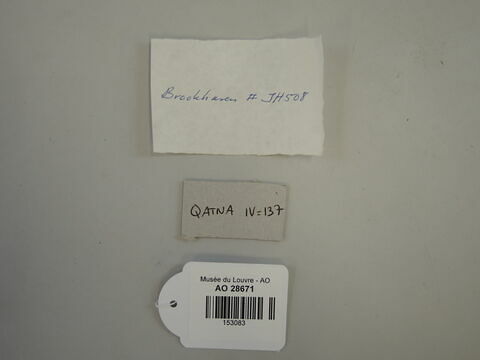 Brookhaven # JH508
QATNA IV=137
Musée du Louvre - AO
AO 28671
153083